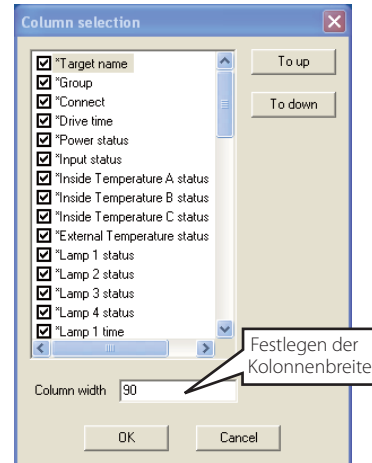 Column selection
*Target name
*Group
*Connect
*Drive time
*Power status
*Input status
*Inside Temperature A status
*Inside Temperature B status
*Inside Temperature C status
*External Temperature status
*Lamp 1 status
*Lamp 2 status
*Lamp 3 status
*Lamp 4 status
*Lamp 1 time
To up
To down
Festlegen der
Kolonnenbreite
Column width 90
OK Cancel